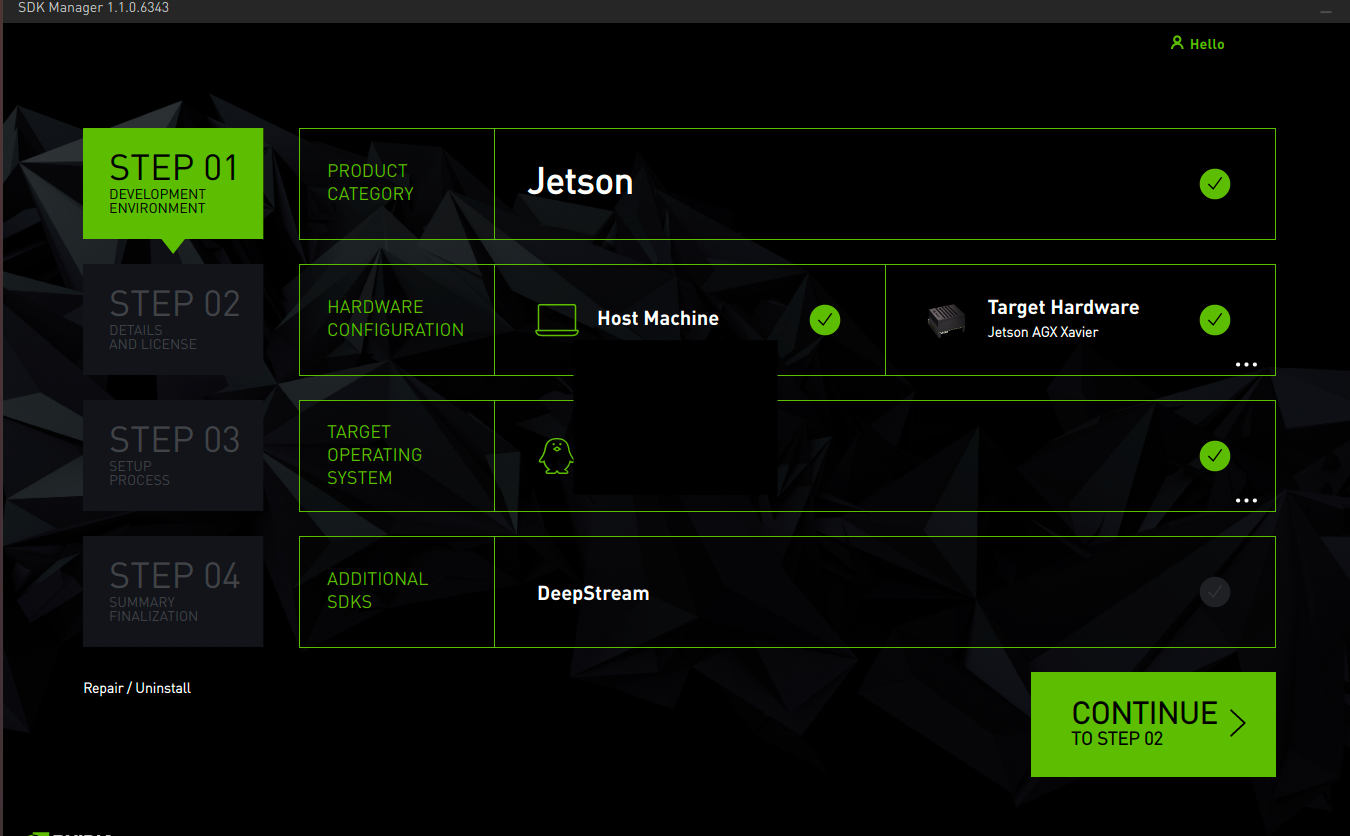 SDK Manager 1.1.0.6343
Hello
STEP 01
DEVELOPMENT
ENVIRONMENT
PRODUCT
CATEGORY
Jetson
STEP 02
DETAILS
AND LICENSE
HARDWARE
CONFIGURATION
Host Machine
Target Hardware
Jetson AGX Xavier
...
STEP 03
SETUP
PROCESS
TARGET
OPERATING
SYSTEM
...
STEP 04
SUMMARY
FINALIZATION
ADDITIONAL
SDKS
DeepStream
Repair / Uninstall
CONTINUE
TO STEP 02